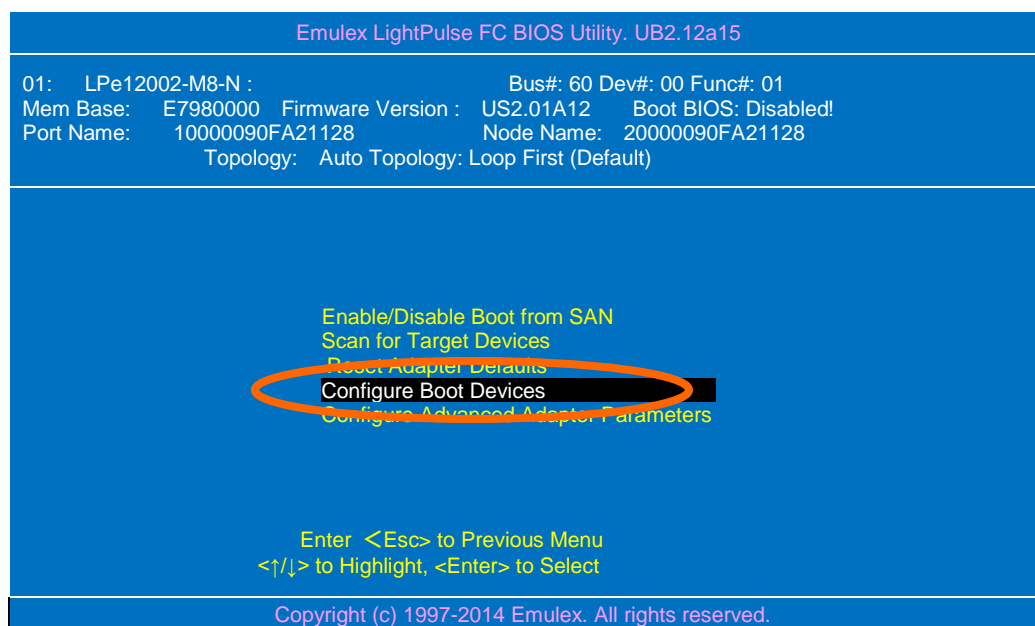 Emulex LightPulse FC BIOS Utility. UB2.12a15
01: LPe12002-M8-N : Bus#: 60 Dev#: 00 Func#: 01
Mem Base: E7980000 Firmware Version : US2.01A12 Boot BIOS: Disabled!
Port Name: 10000090FA21128 Node Name: 20000090FA21128
Topology: Auto Topology: Loop First (Default)
Enable/Disable Boot from SAN
Scan for Target Devices
Reset Adapter Defaults
Configure Boot Devices
Configure Advanced Adapter Parameters
Enter <Esc> to Previous Menu
<↑/↓> to Highlight, <Enter> to Select
Copyright (c) 1997-2014 Emulex. All rights reserved.